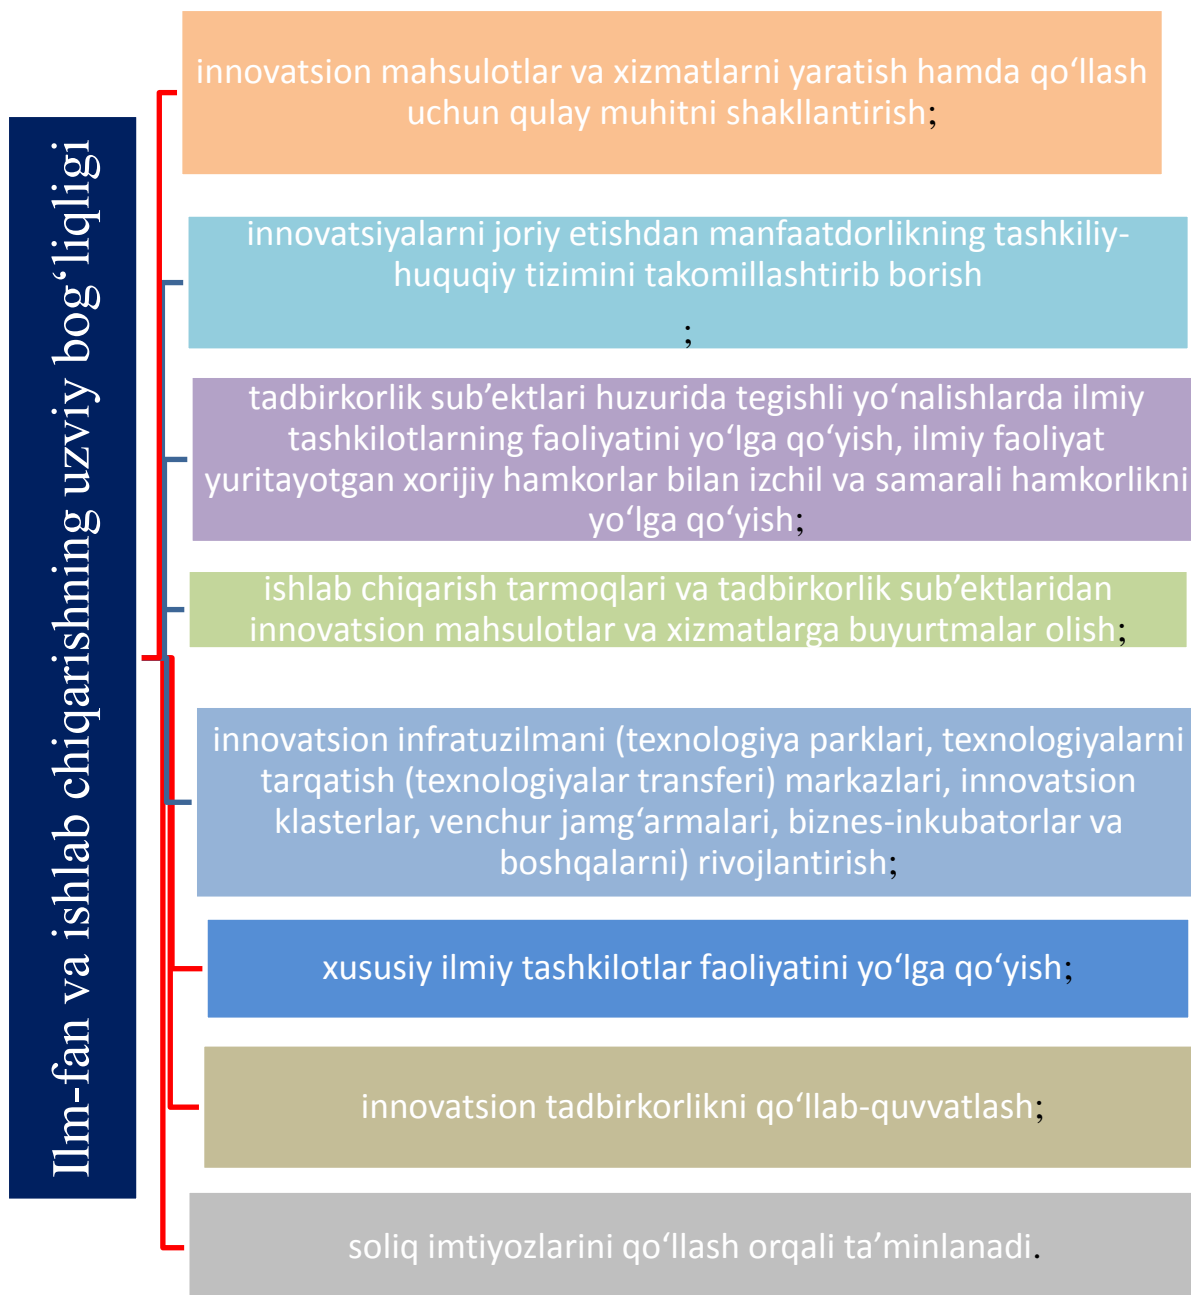 Ilm-fan va ishlab chiqarishning uzviy bog‘liqligi
innovatsion mahsulotlar va xizmatlarni yaratish hamda qo‘llash
uchun qulay muhitni shakllantirish;
innovatsiyalarni joriy etishdan manfaatdorlikning tashkiliy-
huquqiy tizimini takomillashtirib borish
;
tadbirkorlik sub’ektlari huzurida tegishli yo‘nalishlarda ilmiy
tashkilotlarning faoliyatini yo‘lga qo‘yish, ilmiy faoliyat
yuritayotgan xorijiy hamkorlar bilan izchil va samarali hamkorlikni
yo‘lga qo‘yish;
ishlab chiqarish tarmoqlari va tadbirkorlik sub’ektlaridan
innovatsion mahsulotlar va xizmatlarga buyurtmalar olish;
innovatsion infratuzilmani (texnologiya parklari, texnologiyalarni
tarqatish (texnologiyalar transferi) markazlari, innovatsion
klasterlar, venchur jamg‘armalari, biznes-inkubatorlar va
boshqalarni) rivojlantirish;
xususiy ilmiy tashkilotlar faoliyatini yo‘lga qo‘yish;
innovatsion tadbirkorlikni qo‘llab-quvvatlash;
soliq imtiyozlarini qo‘llash orqali ta’minlanadi.